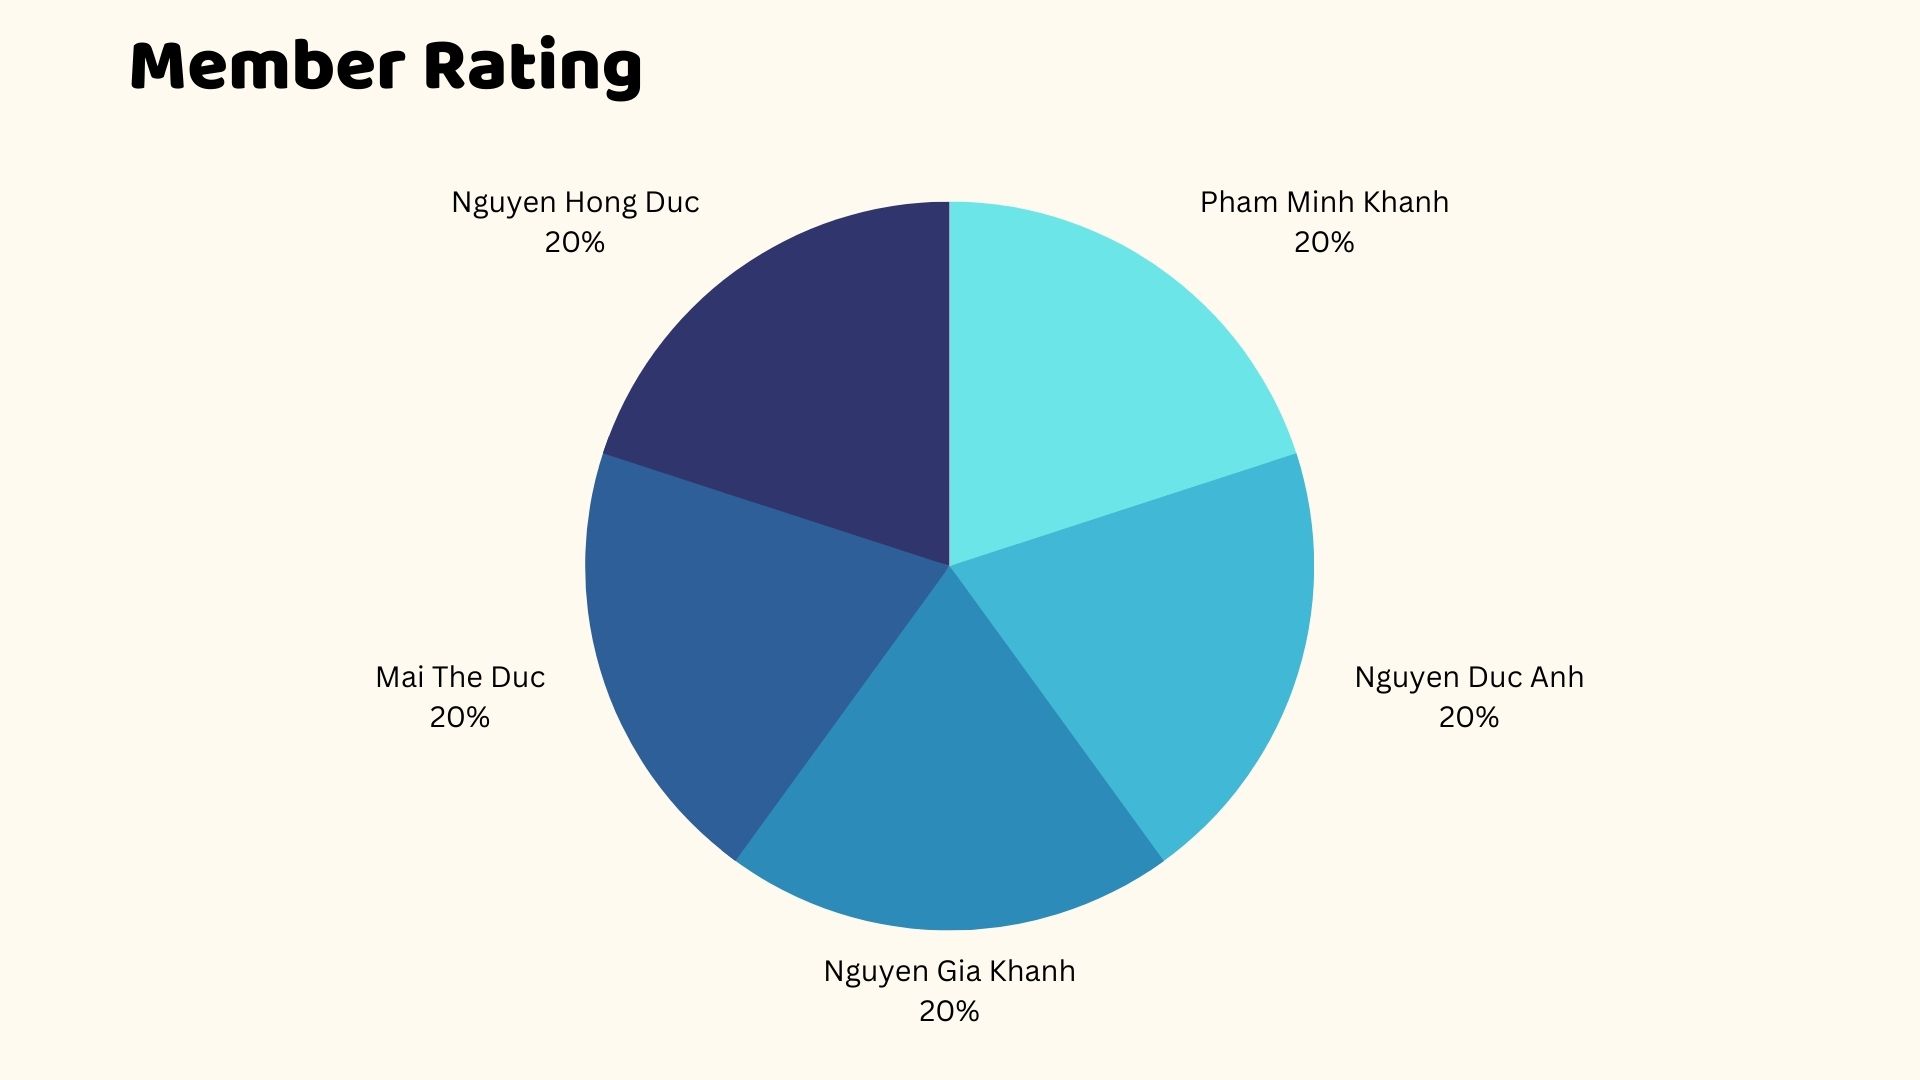 Member Rating
Nguyen Hong Duc
20%
Pham Minh Khanh
20%
Mai The Duc
20%
Nguyen Duc Anh
20%
Nguyen Gia Khanh
20%